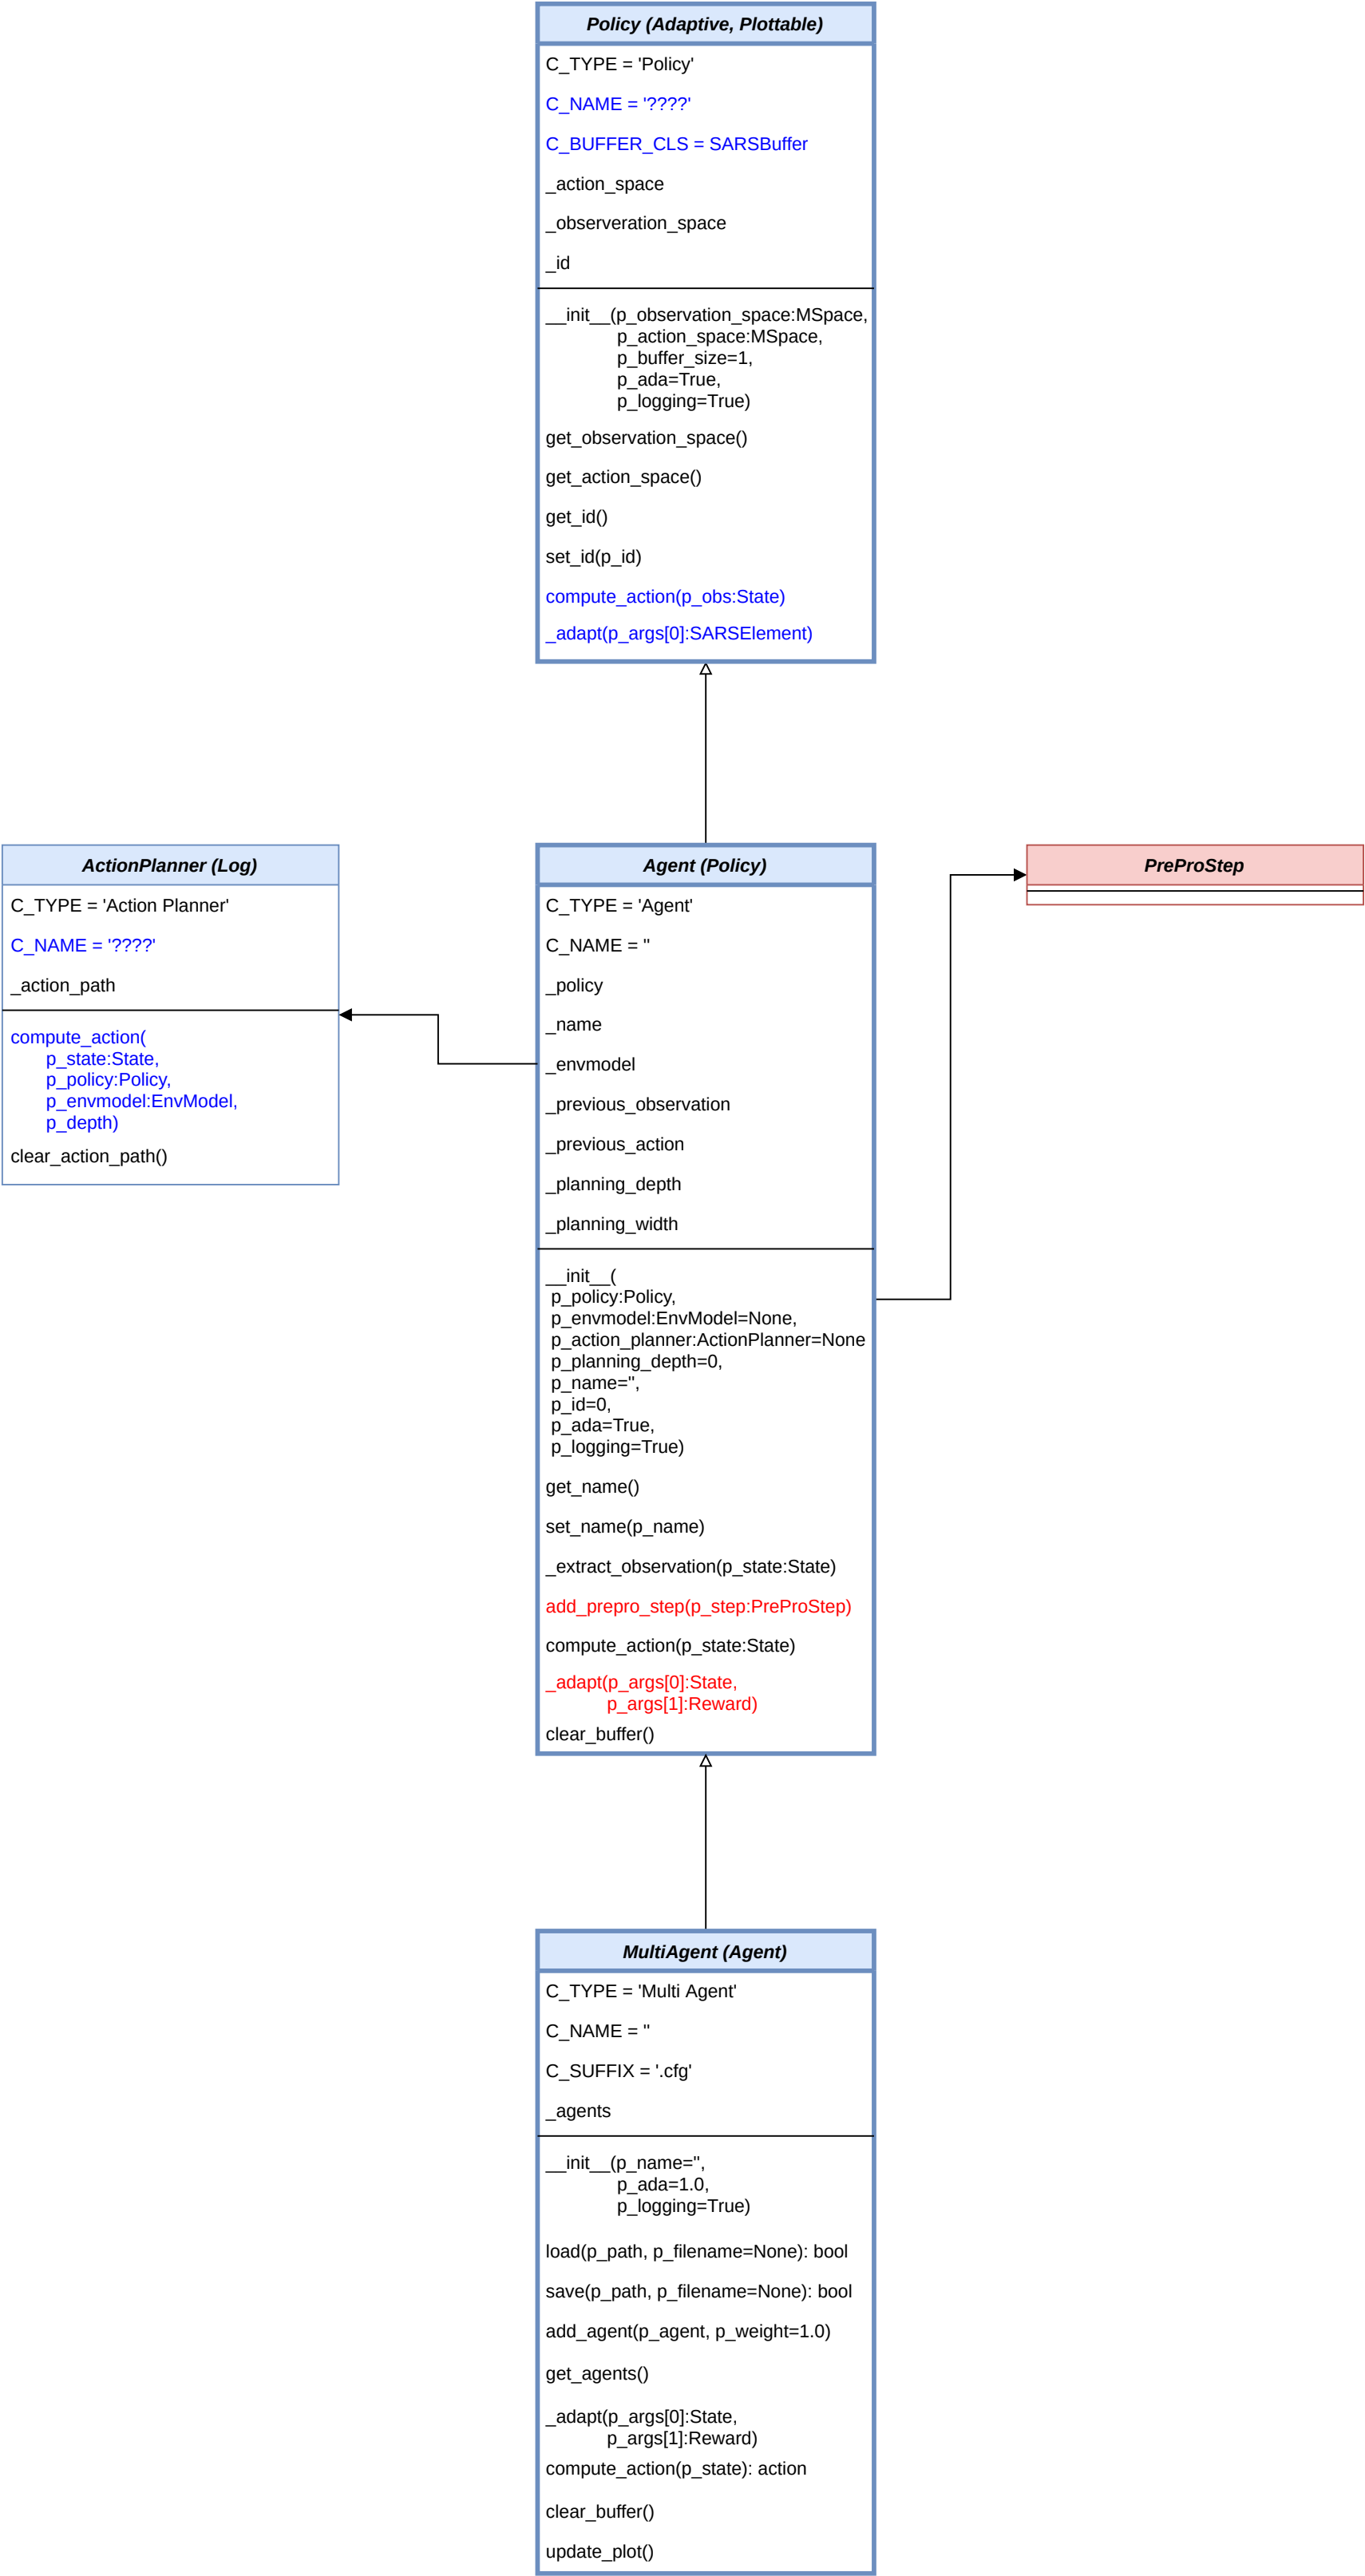 Policy (Adaptive, Plottable)
C_TYPE = 'Policy'
C_NAME = '????'
C_BUFFER_CLS = SARSBuffer
_action_space
_observeration_space
_id
__init__(p_observation_space:MSpace,
p_action_space:MSpace,
p_buffer_size=1,
p_ada=True,
p_logging=True)
get_observation_space()
get_action_space()
get_id()
set_id(p_id)
compute_action(p_obs:State)
_adapt(p_args[0]:SARSElement)
ActionPlanner (Log)
C_TYPE = 'Action Planner'
C_NAME = '????'
_action_path
compute_action(
p_state:State,
p_policy:Policy,
p_envmodel:EnvModel,
p_depth)
clear_action_path()
Agent (Policy)
C_TYPE = 'Agent'
C_NAME = ''
_policy
_name
_envmodel
_previous_observation
_previous_action
_planning_depth
_planning_width
__init__(
p_policy:Policy,
p_envmodel:EnvModel=None,
p_action_planner:ActionPlanner=None
p_planning_depth=0,
p_name='',
p_id=0,
p_ada=True,
p_logging=True)
get_name()
set_name(p_name)
_extract_observation(p_state:State)
add_prepro_step(p_step:PreProStep)
compute_action(p_state:State)
_adapt(p_args[0]:State,
p_args[1]:Reward)
clear_buffer()
PreProStep
MultiAgent (Agent)
C_TYPE = 'Multi Agent'
C_NAME = ''
C_SUFFIX = '.cfg'
_agents
__init__(p_name='',
p_ada=1.0,
p_logging=True)
load(p_path, p_filename=None): bool
save(p_path, p_filename=None): bool
add_agent(p_agent, p_weight=1.0)
get_agents()
_adapt(p_args[0]:State,
p_args[1]:Reward)
compute_action(p_state): action
clear_buffer()
update_plot()